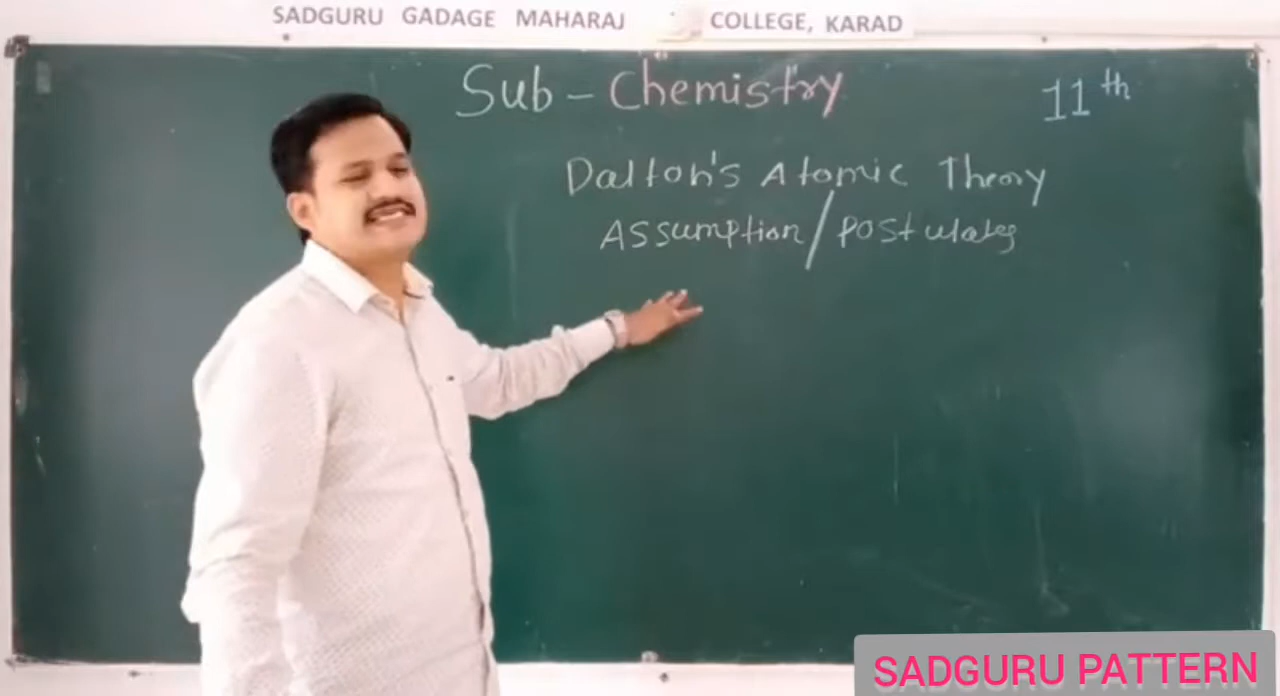 SADGURU GADAGE MAHARAJ COLLEGE, KARAD
Sub - Chemistry 11th
Dalton's Atomic Theory
Assumption/Postulates
SADGURU PATTERN